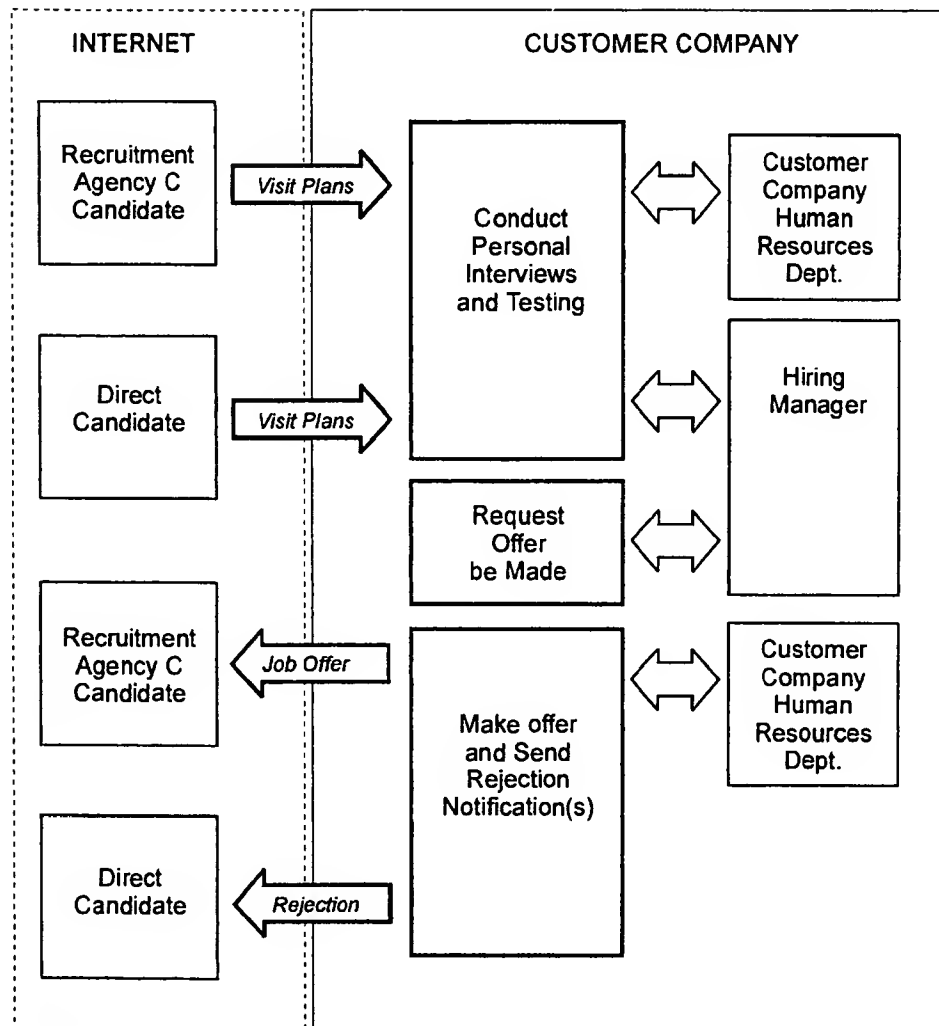 INTERNET
CUSTOMER COMPANY
Recruitment
Agency C
Candidate
Visit Plans
Conduct
Personal
Interviews
and Testing
Customer
Company
Human
Resources
Dept.
Direct
Candidate
Visit Plans
Hiring
Manager
Request
Offer
be Made
Recruitment
Agency C
Candidate
Job Offer
Make offer
and Send
Rejection
Notification(s)
Customer
Company
Human
Resources
Dept.
Direct
Candidate
Rejection